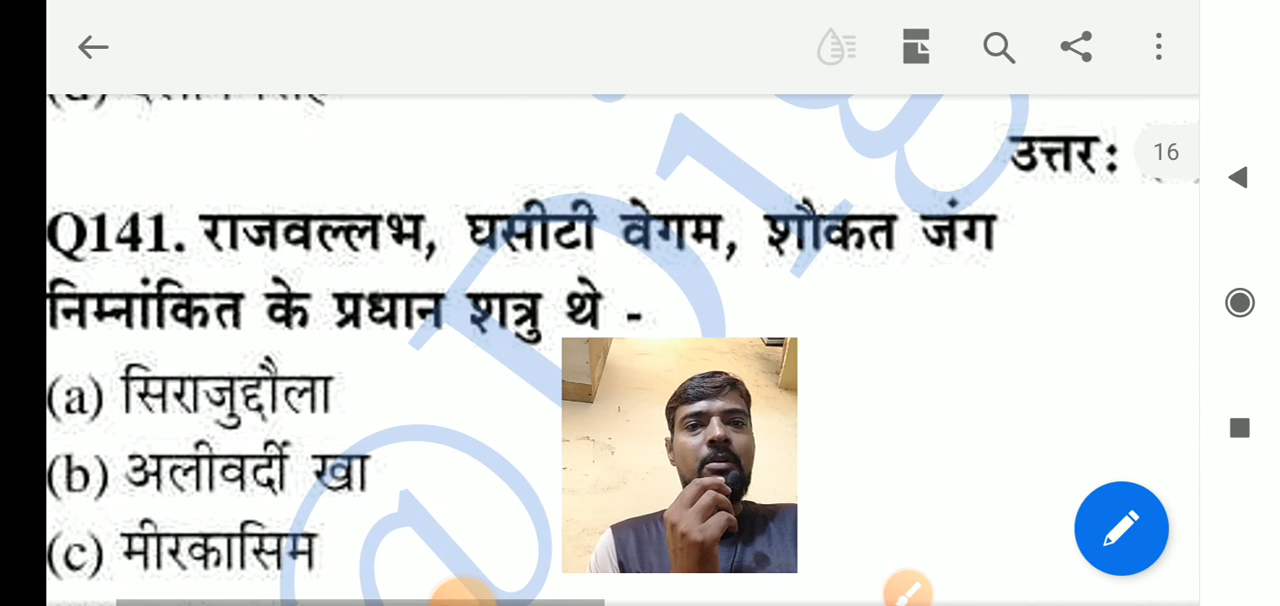 उत्तरः
16
Q141. राजवल्लभ, घसीटी वेगम, शौकत जंग
निम्नांकित के प्रधान शत्रु थे -
(a) सिराजुद्दौला
(b) अलीवर्दी खा
(c) मीरकासिम